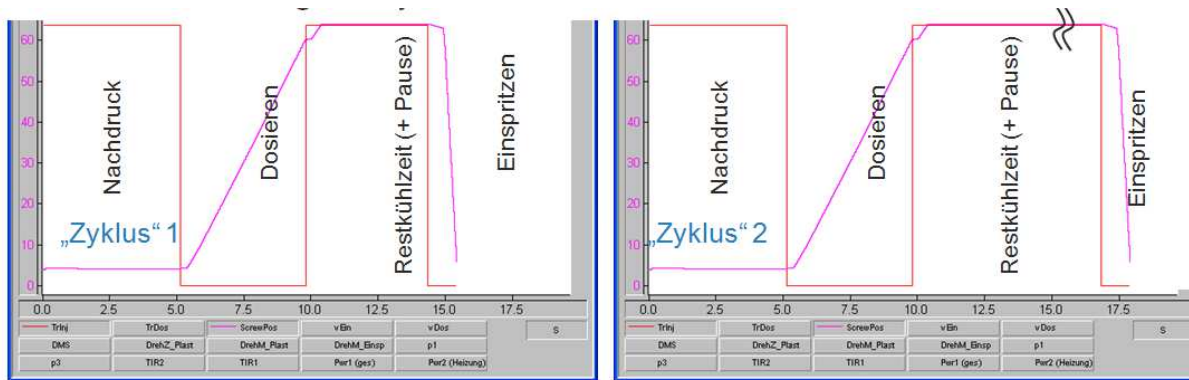 60
50
40
30
20
10
0
Nachdruck
Dosieren
Restkühlzeit (+ Pause)
Einspritzen
„Zyklus“ 1
0.0 2.5 5.0 7.5 10.0 12.5 15.0 17.5
TrInj TrDos ScrewPos vEin vDos s
DMS DrehZ_Plast DrehM_Plast DrehM_Einsp p1
p3 TIR2 TIR1 Pwr1 (ges) Pwr2 (Heizung)
60
50
40
30
20
10
0
Nachdruck
Dosieren
Restkühlzeit (+ Pause)
Einspritzen
„Zyklus“ 2
0.0 2.5 5.0 7.5 10.0 12.5 15.0 17.5
TrInj TrDos ScrewPos vEin vDos s
DMS DrehZ_Plast DrehM_Plast DrehM_Einsp p1
p3 TIR2 TIR1 Pwr1 (ges) Pwr2 (Heizung)